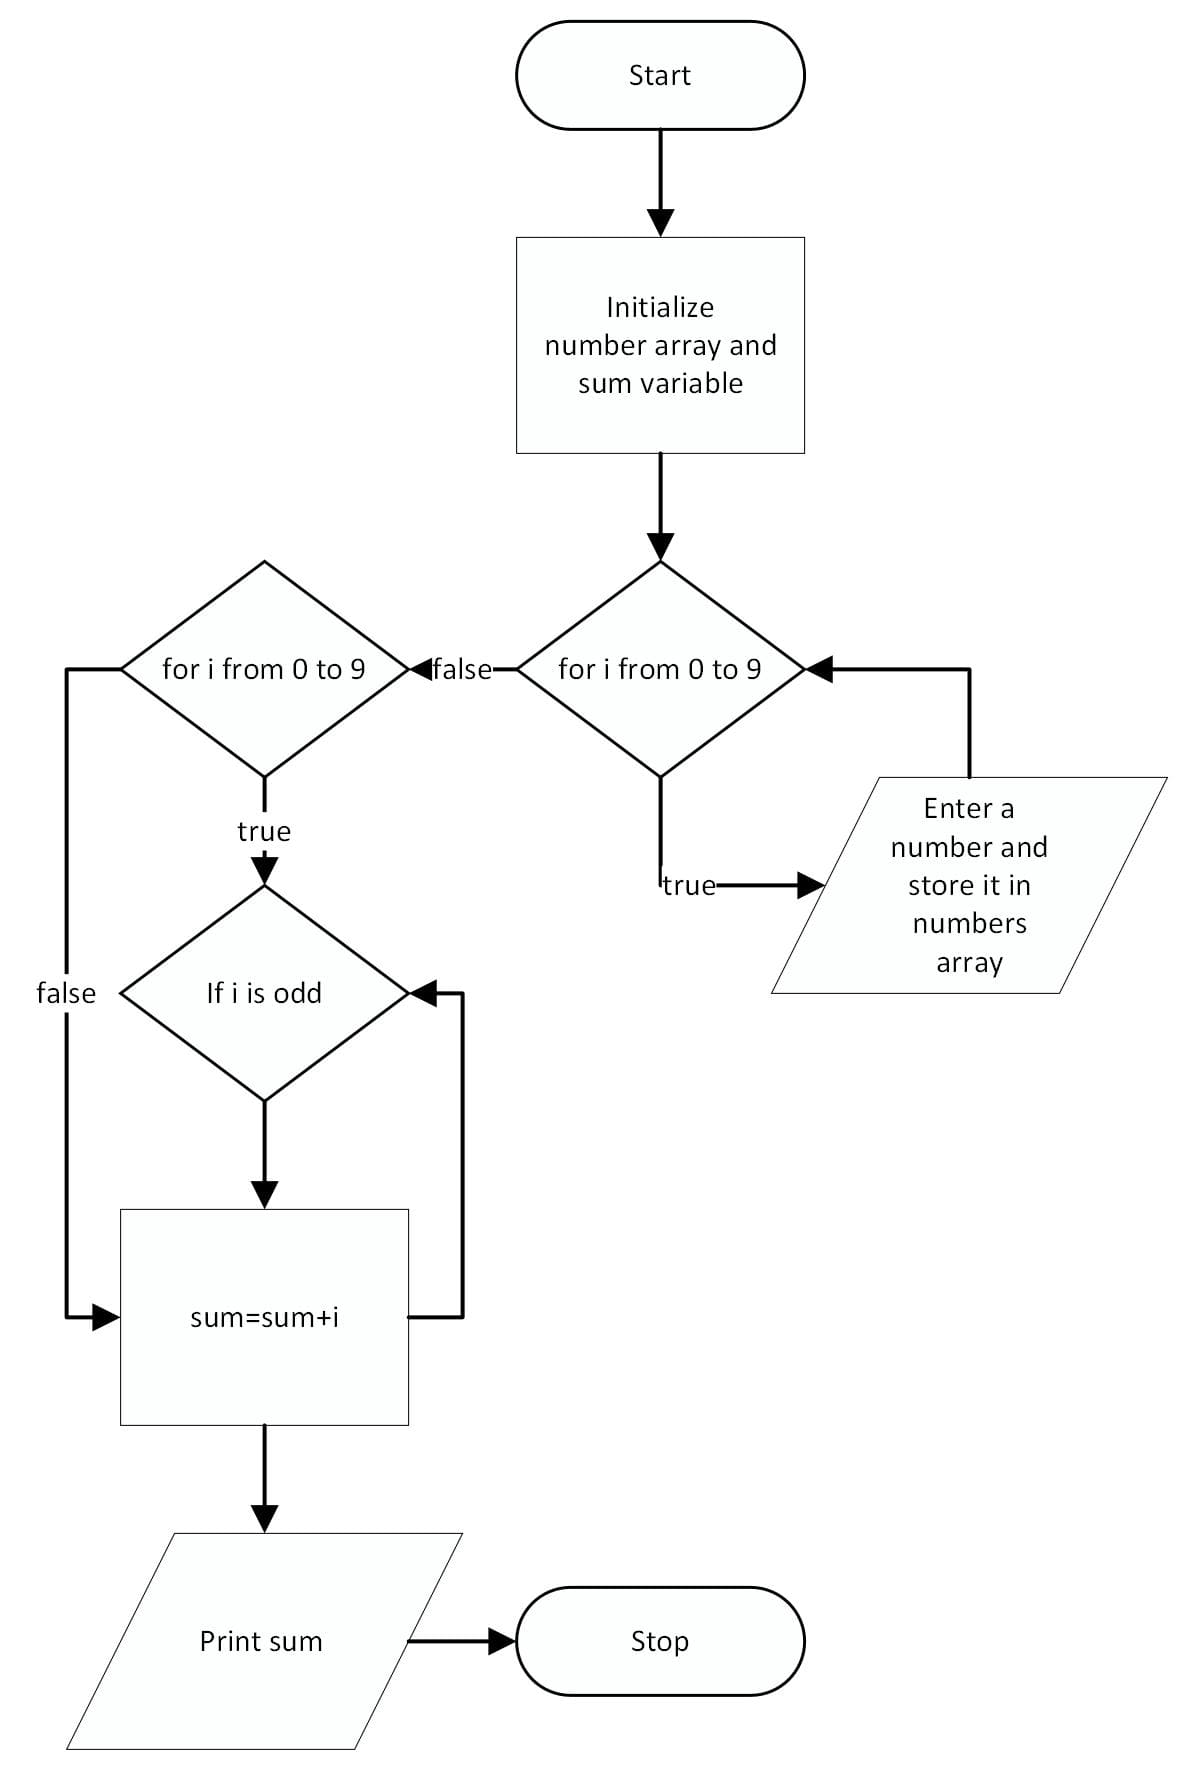 Start
Initialize
number array and
sum variable
for i from 0 to 9
false
for i from 0 to 9
true
true
Enter a
number and
store it in
numbers
array
false
If i is odd
sum=sum+i
Print sum
Stop